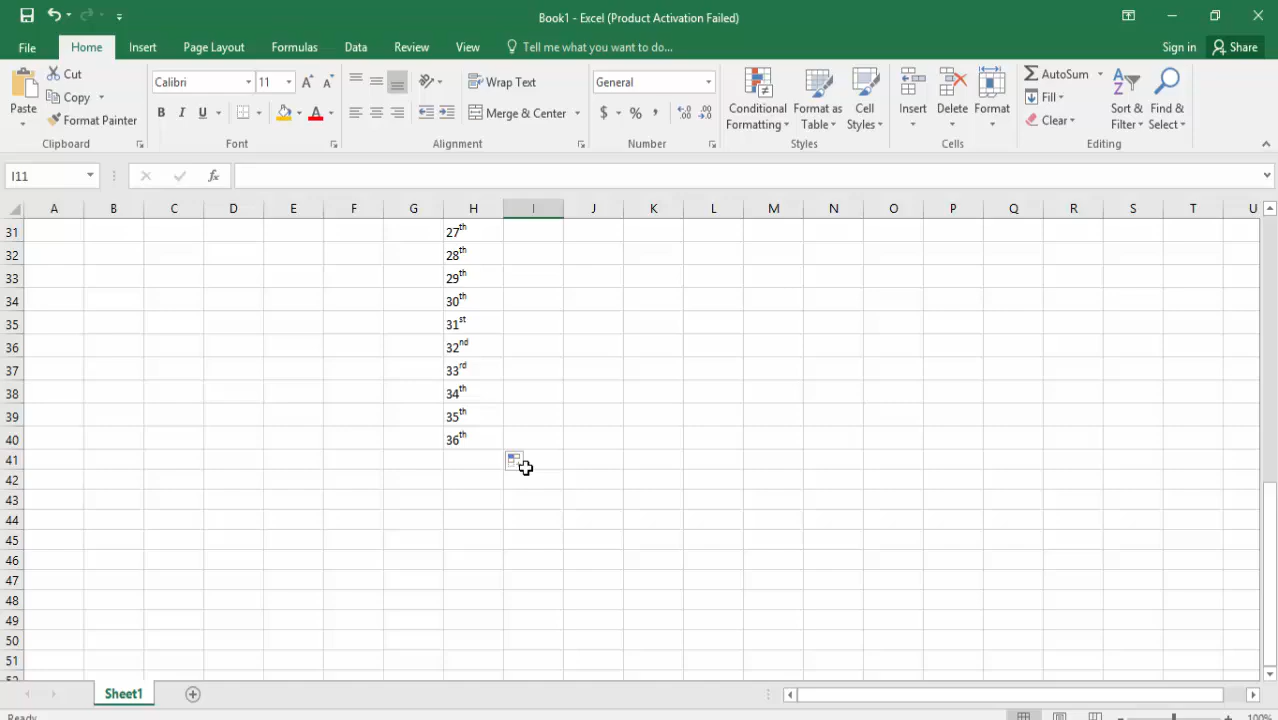 Book1 - Excel (Product Activation Failed)
File Home Insert Page Layout Formulas Data Review View Tell me what you want to do... Sign in Share
Paste Cut Copy Format Painter Clipboard
Calibri 11 A A B I U A Font
Wrap Text Merge & Center Alignment
General $ % , Number
Conditional Formatting Format as Table Cell Styles Styles
Insert Delete Format Cells
AutoSum Fill Clear Sort & Filter Find & Select Editing
I11 fx
A B C D E F G H I J K L M N O P Q R S T U
31 27th
32 28th
33 29th
34 30th
35 31st
36 32nd
37 33rd
38 34th
39 35th
40 36th
41
42
43
44
45
46
47
48
49
50
51
Sheet1
Ready 100%